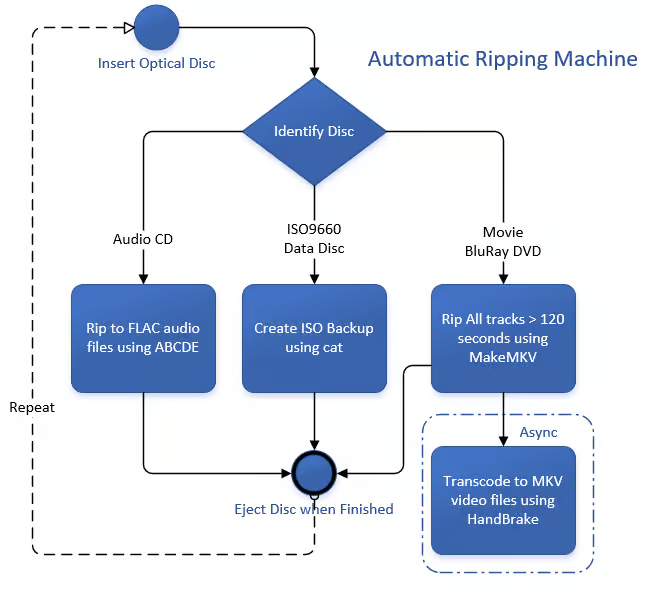 Insert Optical Disc
Automatic Ripping Machine
Identify Disc
Audio CD
ISO9660
Data Disc
Movie
BluRay DVD
Rip to FLAC audio
files using ABCDE
Create ISO Backup
using cat
Rip All tracks > 120
seconds using
MakeMKV
Repeat
Async
Transcode to MKV
video files using
HandBrake
Eject Disc when Finished